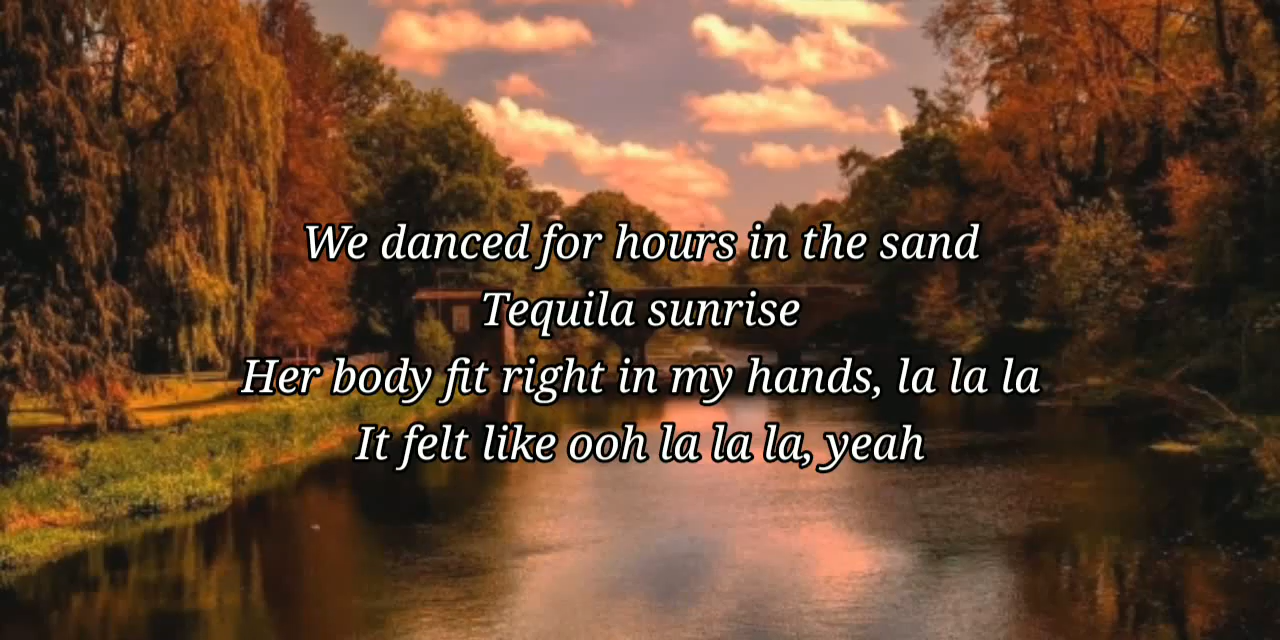 We danced for hours in the sand
Tequila sunrise
Her body fit right in my hands, la la la
It felt like ooh la la la, yeah